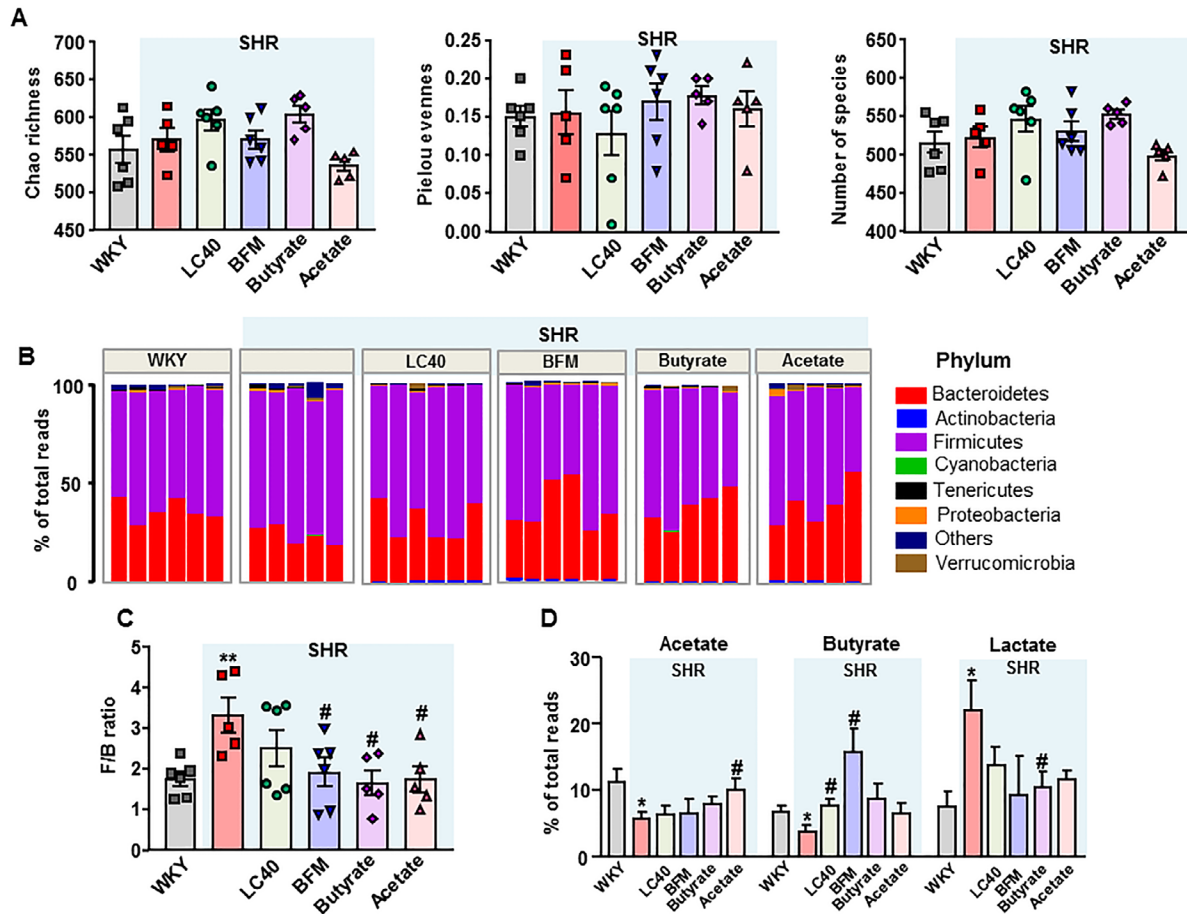 A
SHR
Chao richness
700
650
600
550
500
450
WKY
LC40
BFM
Butyrate
Acetate
SHR
Pielou evennes
0.25
0.20
0.15
0.10
0.05
0.00
WKY
LC40
BFM
Butyrate
Acetate
SHR
Number of species
650
600
550
500
450
400
WKY
LC40
BFM
Butyrate
Acetate
SHR
B
WKY
LC40
BFM
Butyrate
Acetate
% of total reads
100
50
0
Phylum
Bacteroidetes
Actinobacteria
Firmicutes
Cyanobacteria
Tenericutes
Proteobacteria
Others
Verrucomicrobia
C
SHR
F/B ratio
5
4
3
2
1
0
**
#
#
#
WKY
LC40
BFM
Butyrate
Acetate
D
Acetate
Butyrate
Lactate
SHR
SHR
SHR
% of total reads
30
20
10
0
*
#
*
#
#
*
#
WKY
LC40
BFM
Butyrate
Acetate
WKY
LC40
BFM
Butyrate
Acetate
WKY
LC40
BFM
Butyrate
Acetate